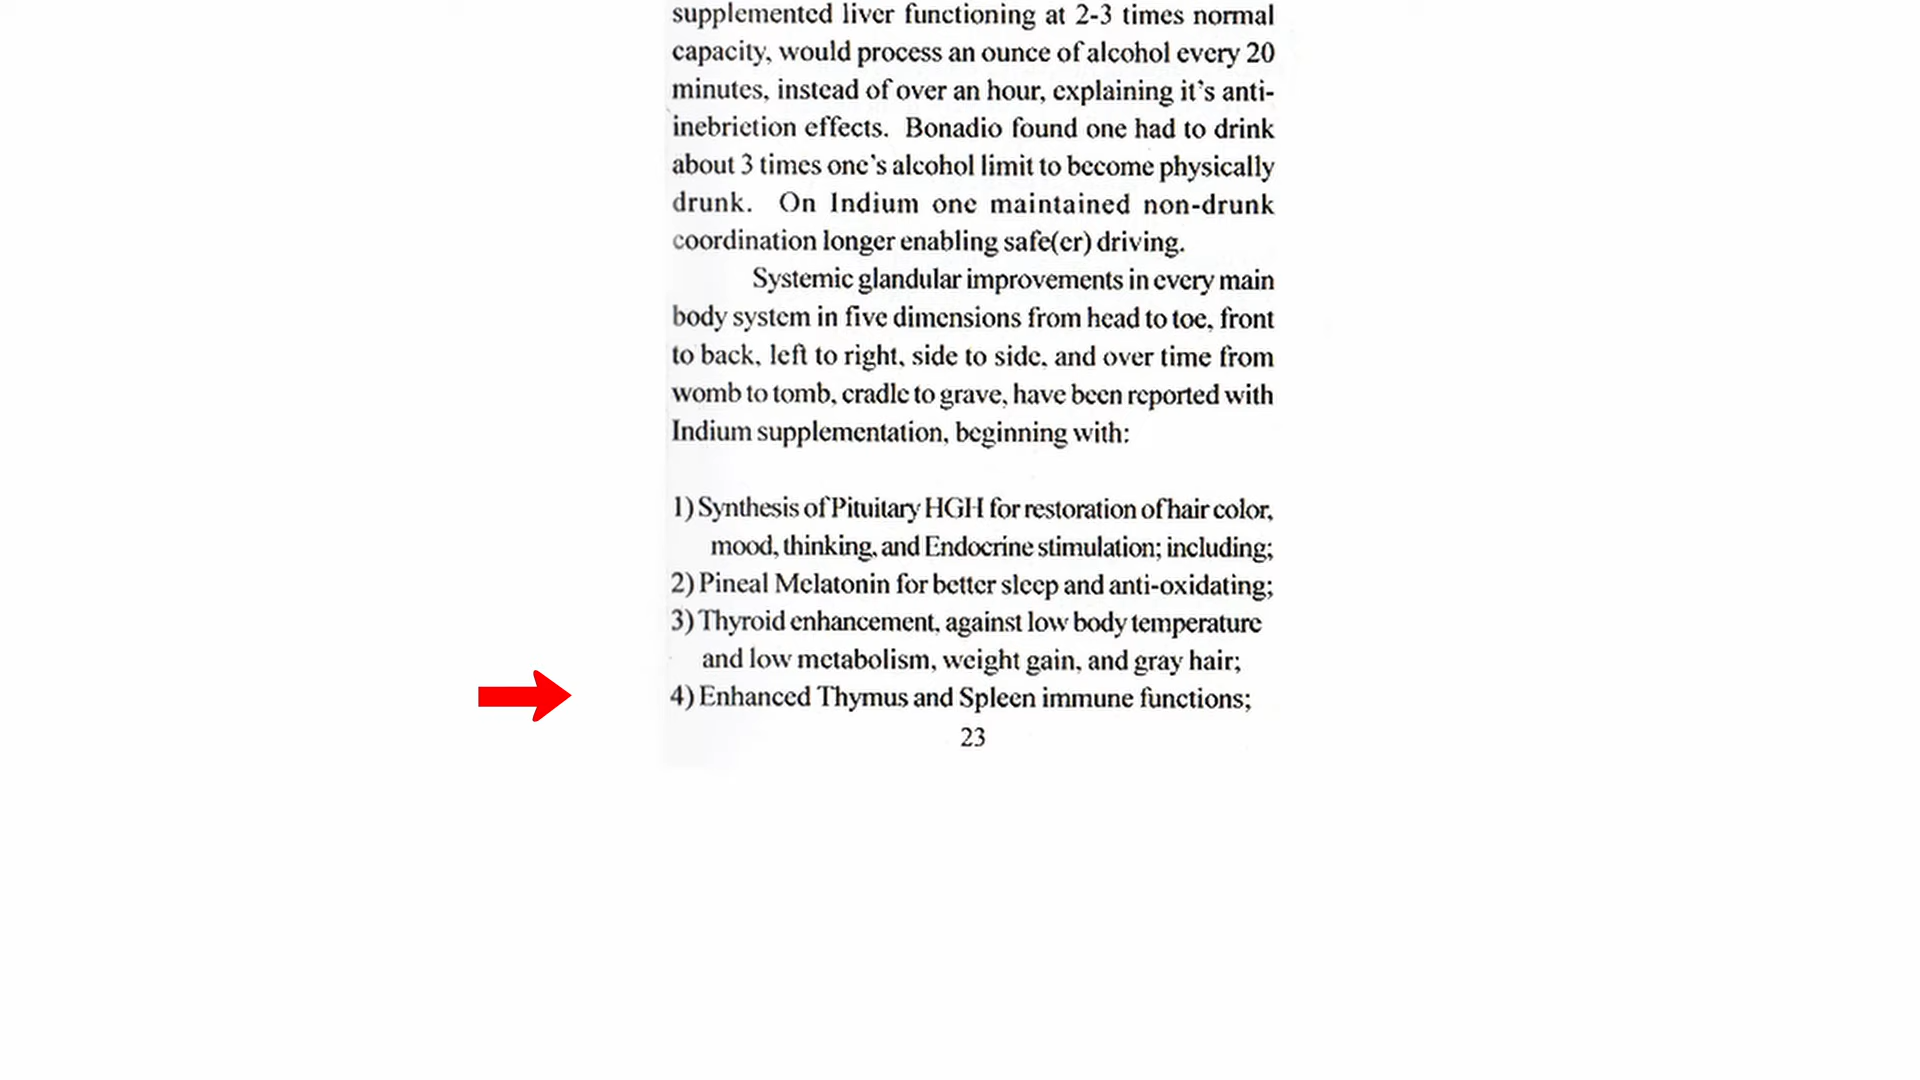 supplemented liver functioning at 2-3 times normal
capacity, would process an ounce of alcohol every 20
minutes, instead of over an hour, explaining it's anti-
inebrietion effects. Bonadio found one had to drink
about 3 times one's alcohol limit to become physically
drunk. On Indium one maintained non-drunk
coordination longer enabling safe(er) driving.
Systemic glandular improvements in every main
body system in five dimensions from head to toe, front
to back, left to right, side to side, and over time from
womb to tomb, cradle to grave, have been reported with
Indium supplementation, beginning with:
1) Synthesis of Pituitary HGH for restoration of hair color,
mood, thinking, and Endocrine stimulation; including;
2) Pineal Melatonin for better sleep and anti-oxidating;
3) Thyroid enhancement, against low body temperature
and low metabolism, weight gain, and gray hair;
4) Enhanced Thymus and Spleen immune functions;
23